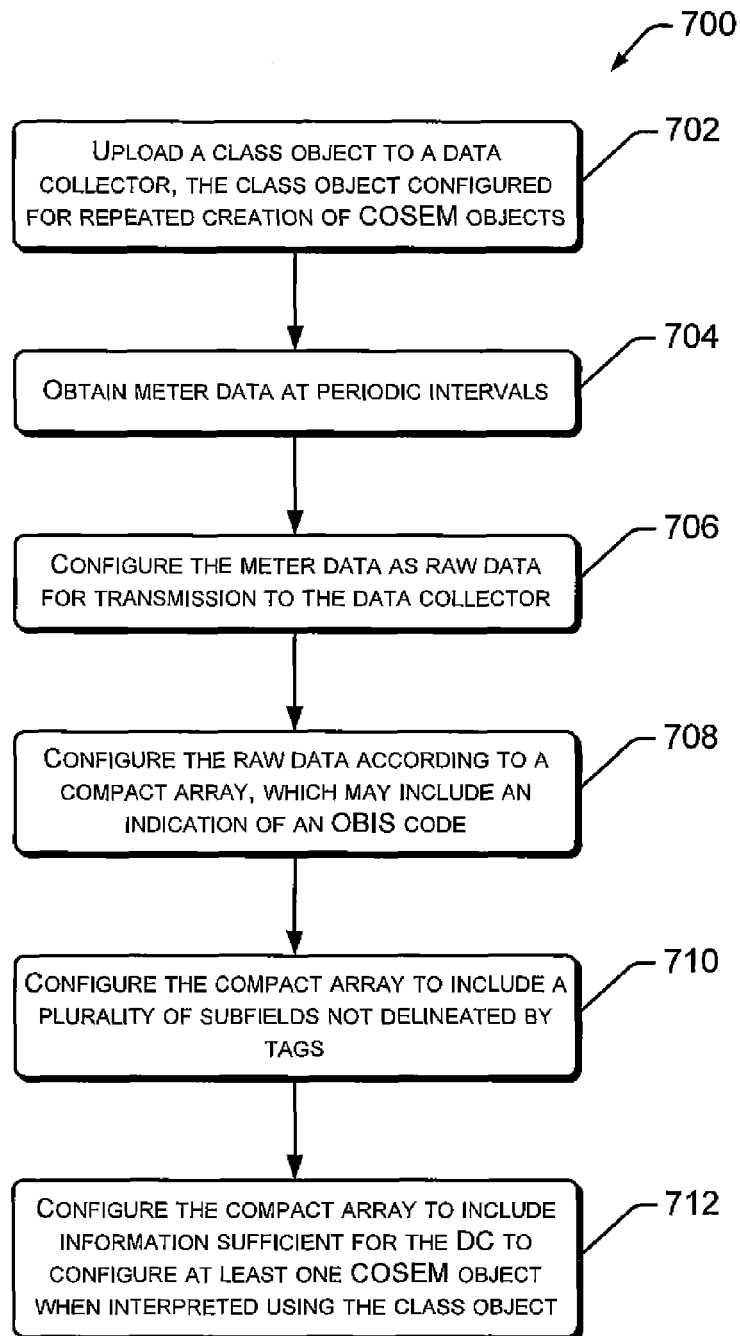 700
702
UPLOAD A CLASS OBJECT TO A DATA
COLLECTOR, THE CLASS OBJECT CONFIGURED
FOR REPEATED CREATION OF COSEM OBJECTS
704
OBTAIN METER DATA AT PERIODIC INTERVALS
706
CONFIGURE THE METER DATA AS RAW DATA
FOR TRANSMISSION TO THE DATA COLLECTOR
708
CONFIGURE THE RAW DATA ACCORDING TO A
COMPACT ARRAY, WHICH MAY INCLUDE AN
INDICATION OF AN OBIS CODE
710
CONFIGURE THE COMPACT ARRAY TO INCLUDE A
PLURALITY OF SUBFIELDS NOT DELINEATED BY
TAGS
712
CONFIGURE THE COMPACT ARRAY TO INCLUDE
INFORMATION SUFFICIENT FOR THE DC TO
CONFIGURE AT LEAST ONE COSEM OBJECT
WHEN INTERPRETED USING THE CLASS OBJECT